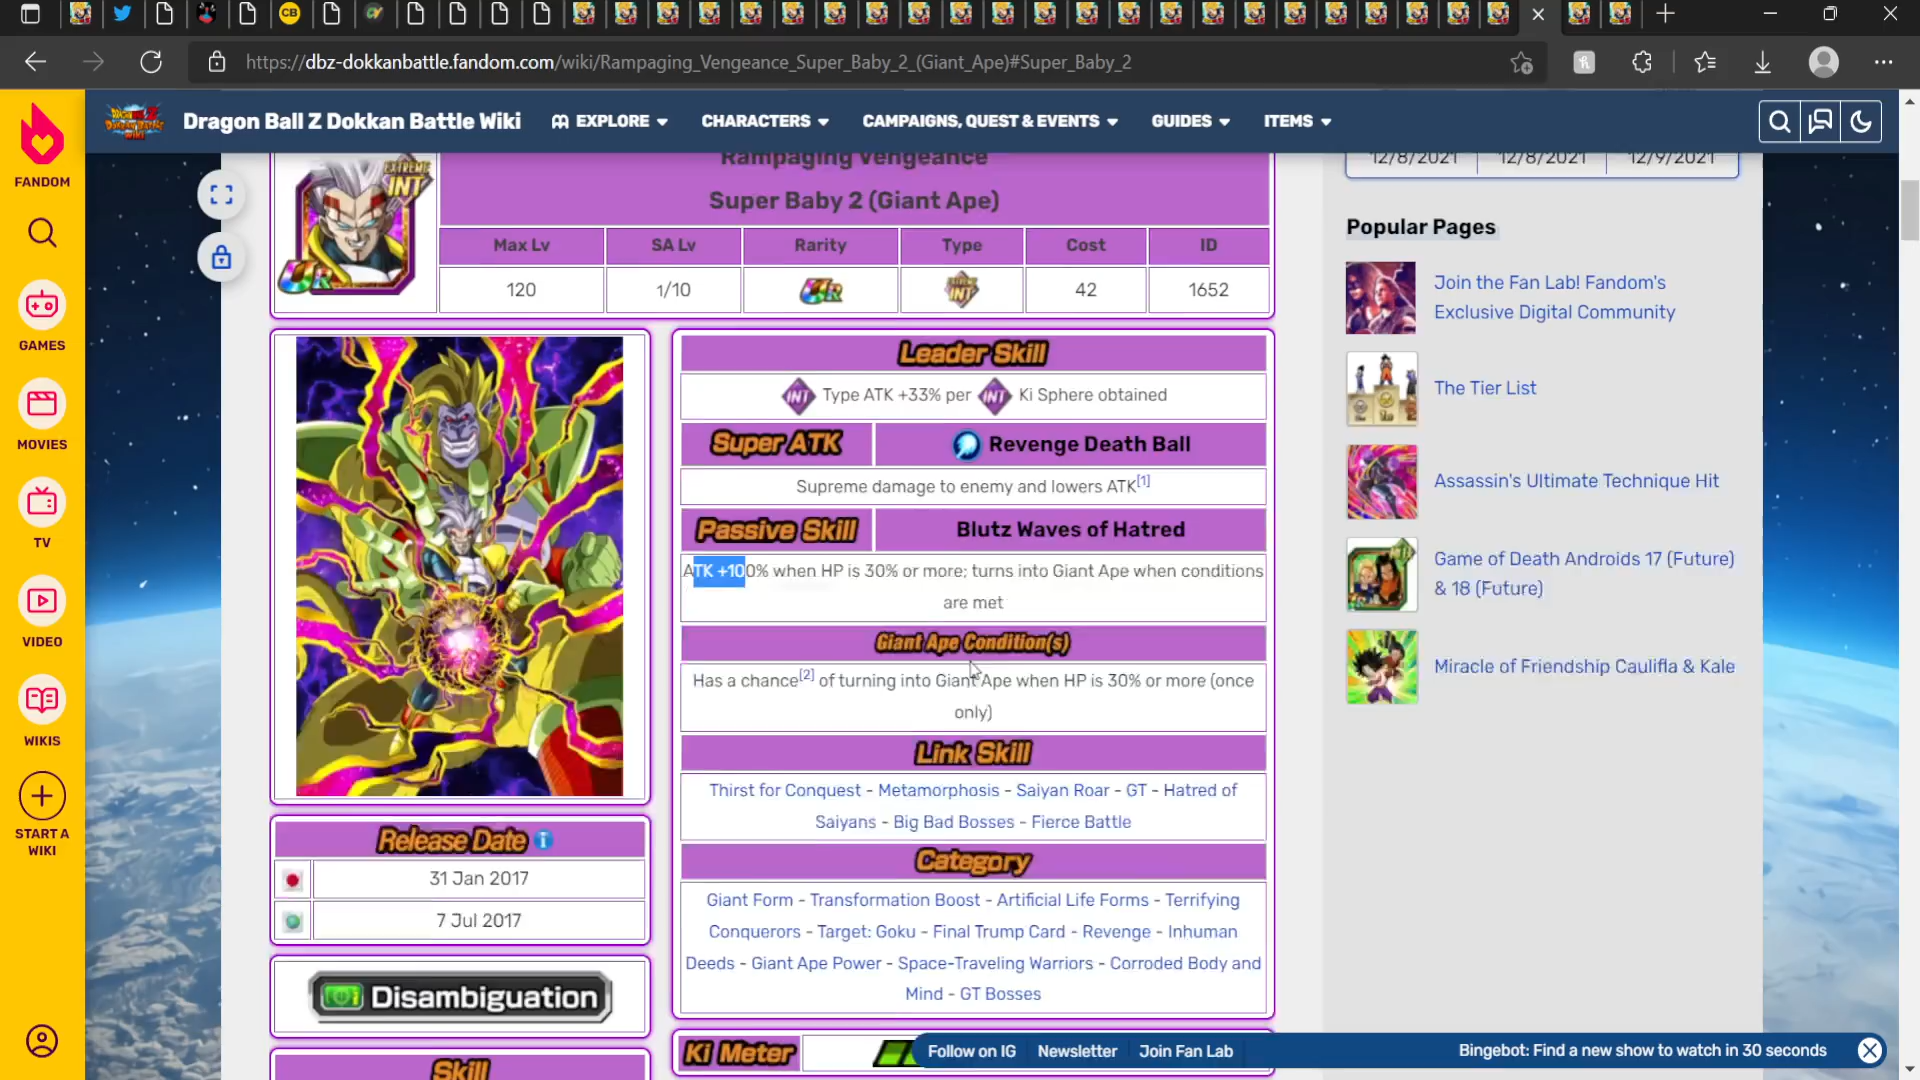 CB
https://dbz-dokkanbattle.fandom.com/wiki/Rampaging_Vengeance_Super_Baby_2_(Giant_Ape)#Super_Baby_2
FANDOM
GAMES
MOVIES
TV
VIDEO
WIKIS
START A
WIKI
Dragon Ball Z Dokkan Battle Wiki
EXPLORE
CHARACTERS
CAMPAIGNS, QUEST & EVENTS
GUIDES
ITEMS
EXTREME
INT
UR
Rampaging Vengeance
Super Baby 2 (Giant Ape)
Max Lv SA Lv Rarity Type Cost ID
120 1/10 UR EXTREME INT 42 1652
Leader Skill
INT Type ATK +33% per INT Ki Sphere obtained
Super ATK Revenge Death Ball
Supreme damage to enemy and lowers ATK[1]
Passive Skill Blutz Waves of Hatred
ATK +100% when HP is 30% or more; turns into Giant Ape when conditions
are met
Giant Ape Condition(s)
Has a chance[2] of turning into Giant Ape when HP is 30% or more (once
only)
Link Skill
Thirst for Conquest - Metamorphosis - Saiyan Roar - GT - Hatred of
Saiyans - Big Bad Bosses - Fierce Battle
Category
Giant Form - Transformation Boost - Artificial Life Forms - Terrifying
Conquerors - Target: Goku - Final Trump Card - Revenge - Inhuman
Deeds - Giant Ape Power - Space-Traveling Warriors - Corroded Body and
Mind - GT Bosses
Ki Meter
Release Date
31 Jan 2017
7 Jul 2017
Disambiguation
Skill
12/8/2021 12/8/2021 12/9/2021
Popular Pages
Join the Fan Lab! Fandom's
Exclusive Digital Community
The Tier List
Assassin's Ultimate Technique Hit
Game of Death Androids 17 (Future)
& 18 (Future)
Miracle of Friendship Caulifla & Kale
Follow on IG Newsletter Join Fan Lab
Bingebot: Find a new show to watch in 30 seconds